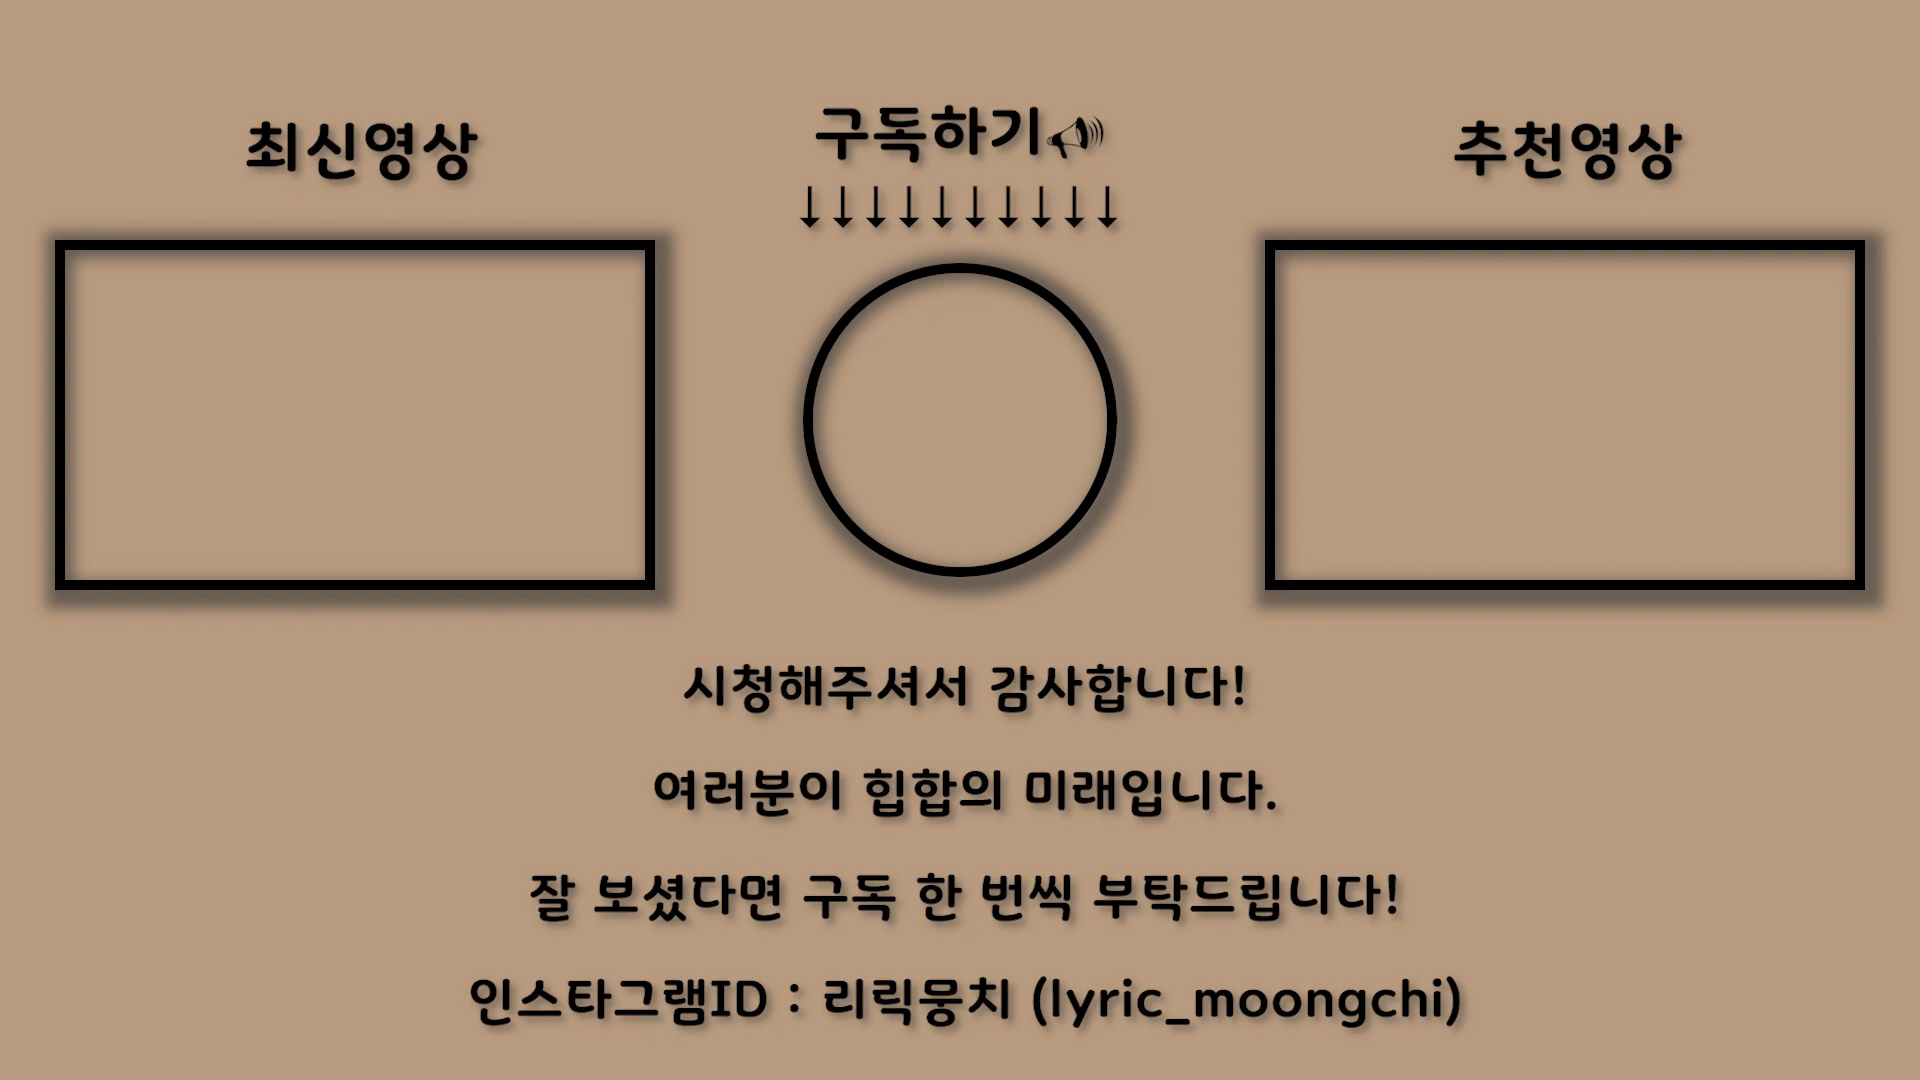 최신영상
구독하기📢
↓↓↓↓↓↓↓↓↓↓
추천영상
시청해주셔서 감사합니다!
여러분이 힙합의 미래입니다.
잘 보셨다면 구독 한 번씩 부탁드립니다!
인스타그램ID : 리릭뭉치 (lyric_moongchi)